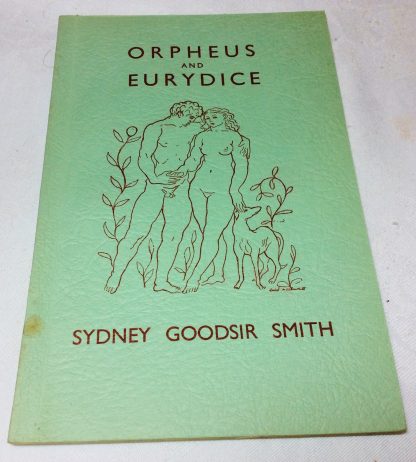 ORPHEUS
AND
EURYDICE
SYDNEY GOODSIR SMITH